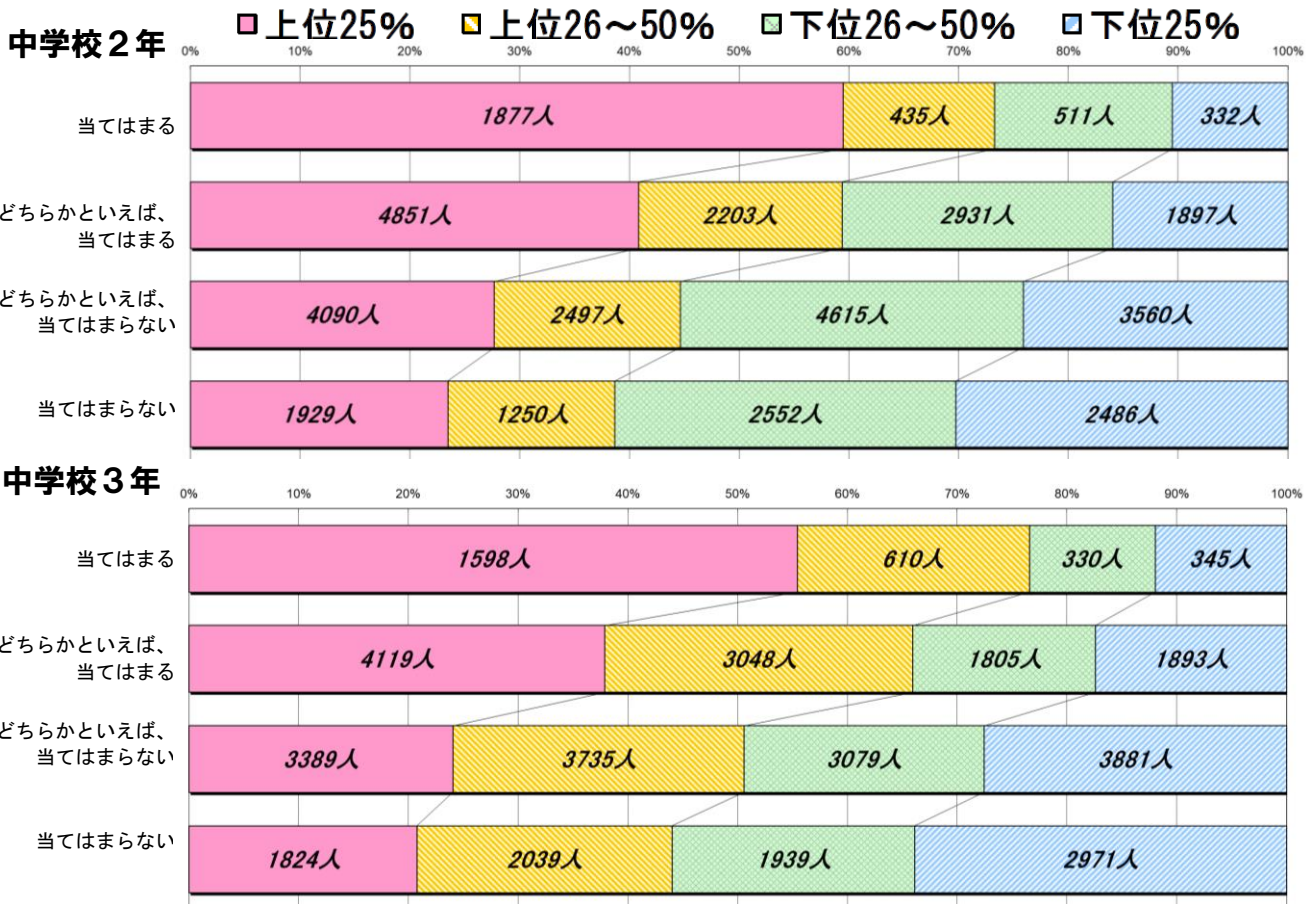 ■上位25% ■上位26～50% ■下位26～50% ■下位25%
中学校２年
0% 10% 20% 30% 40% 50% 60% 70% 80% 90% 100%
当てはまる
1877人 435人 511人 332人
どちらかといえば、
当てはまる
4851人 2203人 2931人 1897人
どちらかといえば、
当てはまらない
4090人 2497人 4615人 3560人
当てはまらない
1929人 1250人 2552人 2486人
中学校３年
0% 10% 20% 30% 40% 50% 60% 70% 80% 90% 100%
当てはまる
1598人 610人 330人 345人
どちらかといえば、
当てはまる
4119人 3048人 1805人 1893人
どちらかといえば、
当てはまらない
3389人 3735人 3079人 3881人
当てはまらない
1824人 2039人 1939人 2971人